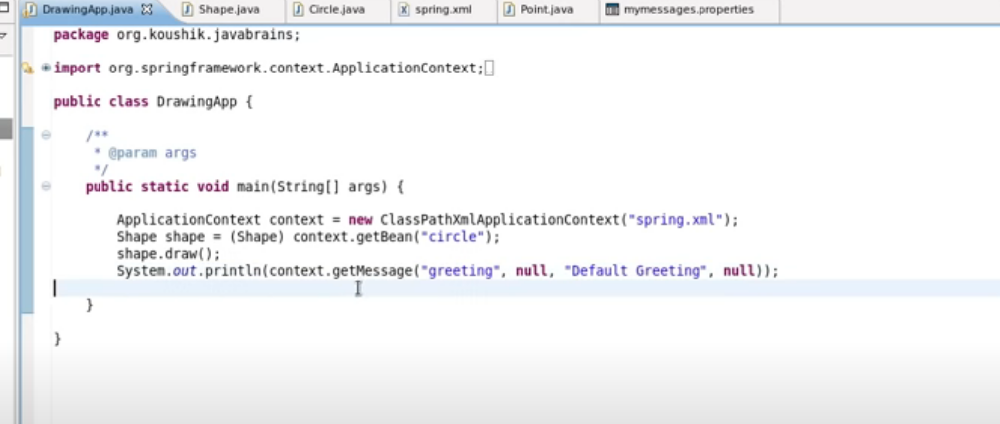 DrawingApp.java Shape.java Circle.java spring.xml Point.java mymessages.properties
package org.koushik.javabrains;
import org.springframework.context.ApplicationContext;
public class DrawingApp {
/**
* @param args
*/
public static void main(String[] args) {
ApplicationContext context = new ClassPathXmlApplicationContext("spring.xml");
Shape shape = (Shape) context.getBean("circle");
shape.draw();
System.out.println(context.getMessage("greeting", null, "Default Greeting", null));
}
}